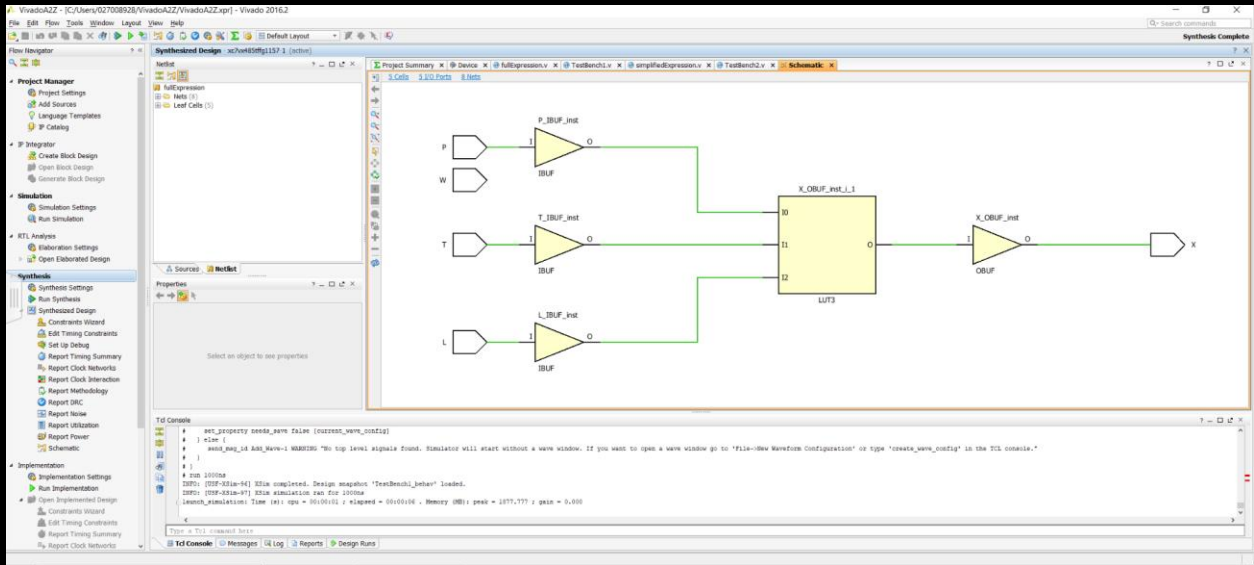 VivadoA2Z - [C:/Users/027008928/VivadoA2Z/VivadoA2Z.xpr] - Vivado 2016.2
File Edit Flow Tools Window Layout View Help
Q- Search commands
Default Layout
Synthesis Complete
Flow Navigator
Project Manager
Project Settings
Add Sources
Language Templates
IP Catalog
IP Integrator
Create Block Design
Open Block Design
Generate Block Design
Simulation
Simulation Settings
Run Simulation
RTL Analysis
Elaboration Settings
Open Elaborated Design
Synthesis
Synthesis Settings
Run Synthesis
Synthesized Design
Constraints Wizard
Edit Timing Constraints
Set Up Debug
Report Timing Summary
Report Clock Networks
Report Clock Interaction
Report Methodology
Report DRC
Report Noise
Report Utilization
Report Power
Schematic
Implementation
Implementation Settings
Run Implementation
Open Implemented Design
Constraints Wizard
Edit Timing Constraints
Report Timing Summary
Report Clock Networks
Synthesized Design - xc7vx485tffg1157-1 (active)
Netlist
fullExpression
Nets (8)
Leaf Cells (5)
Sources Netlist
Properties
Select an object to see properties
Project Summary Device fullExpression.v TestBench1.v simplifiedExpression.v TestBench2.v Schematic
5 Cells 5 I/O Ports 8 Nets
P_IBUF_inst
P I O
IBUF
W
T_IBUF_inst
T I O
IBUF
L_IBUF_inst
L I O
IBUF
X_OBUF_inst_i_1
I0
I1 O
I2
LUT3
X_OBUF_inst
I O X
OBUF
Tcl Console
# set_property needs_save false [current_wave_config]
# } else {
# send_msg_id Add_Wave-1 WARNING "No top level signals found. Simulator will start without a wave window. If you want to open a wave window go to 'File->New Waveform Configuration' or type 'create_wave_config' in the TCL console."
# }
# }
# run 1000ns
INFO: [USF-XSim-96] XSim completed. Design snapshot 'TestBench1_behav' loaded.
INFO: [USF-XSim-97] XSim simulation ran for 1000ns
launch_simulation: Time (s): cpu = 00:00:01 ; elapsed = 00:00:06 . Memory (MB): peak = 1077.777 ; gain = 0.000
Type a Tcl command here
Tcl Console Messages Log Reports Design Runs